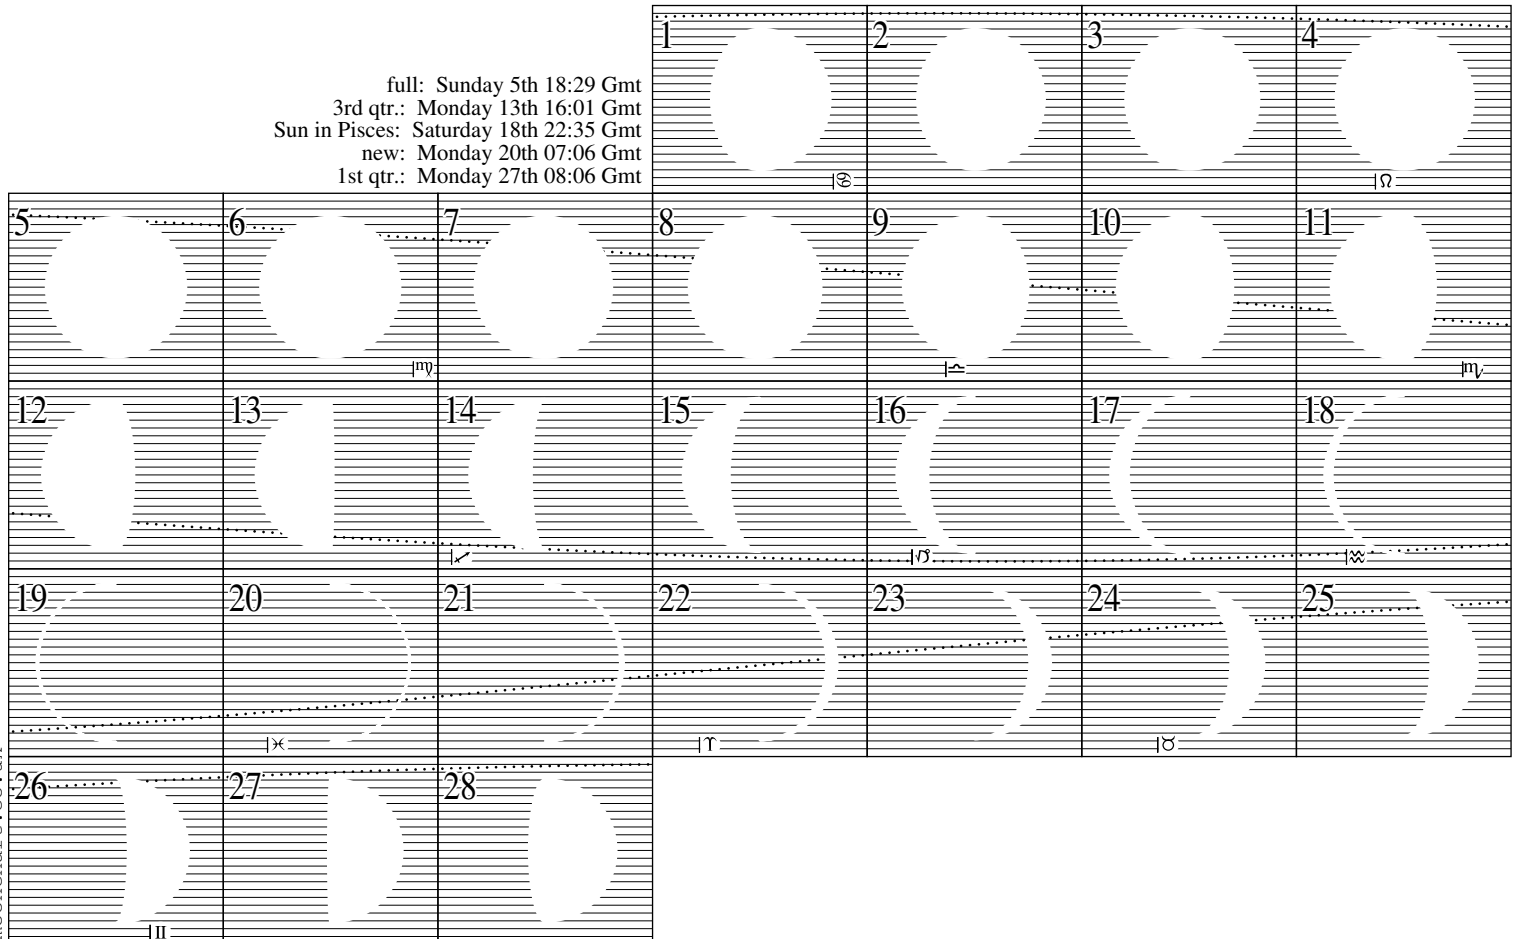 1 2 3 4
full: Sunday 5th 18:29 Gmt
3rd qtr.: Monday 13th 16:01 Gmt
Sun in Pisces: Saturday 18th 22:35 Gmt
new: Monday 20th 07:06 Gmt
1st qtr.: Monday 27th 08:06 Gmt
♋ ♌
5 6 7 8 9 10 11
♍ ♎ ♏
12 13 14 15 16 17 18
♐ ♑ ♒
19 20 21 22 23 24 25
♓ ♈ ♉
26 27 28
♊